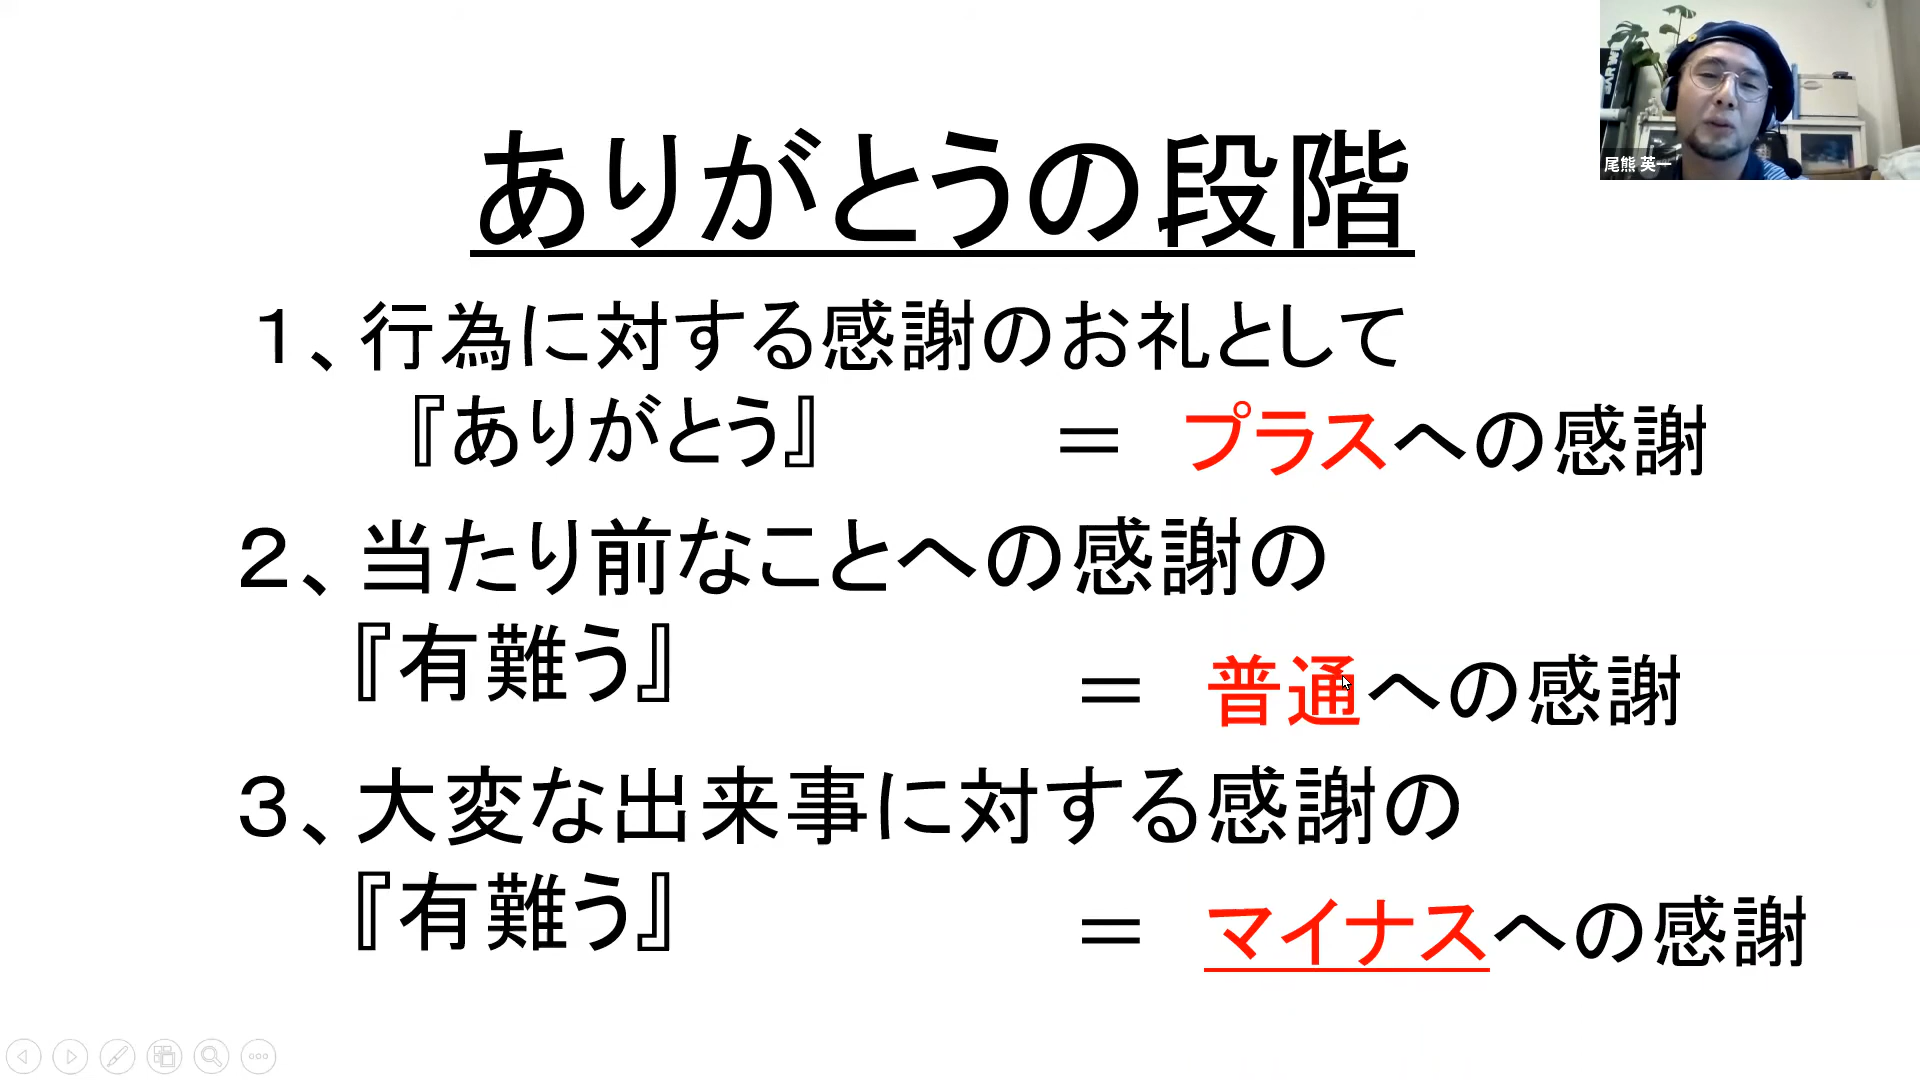 ありがとうの段階
１、行為に対する感謝のお礼として
『ありがとう』　＝　プラスへの感謝
２、当たり前なことへの感謝の
『有難う』　＝　普通への感謝
３、大変な出来事に対する感謝の
『有難う』　＝　マイナスへの感謝
尾熊 英一